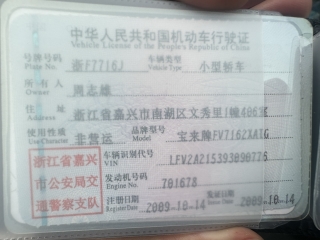 中华人民共和国机动车行驶证
Vehicle License of the People's Republic of China
号牌号码 Plate No. 浙F7716J 车辆类型 Vehicle Type 小型轿车
所有人 Owner 周志雄
住址 Address 浙江省嘉兴市南湖区文秀里1幢406室
使用性质 Use Character 非营运 品牌型号 Model 宝来牌FV7162XATG
浙江省嘉兴
市公安局交
通警察支队
车辆识别代号 VIN LFV2A215393090776
发动机号码 Engine No. 701678
注册日期 Register Date 2009-10-14 发证日期 Issue Date 2009-10-14